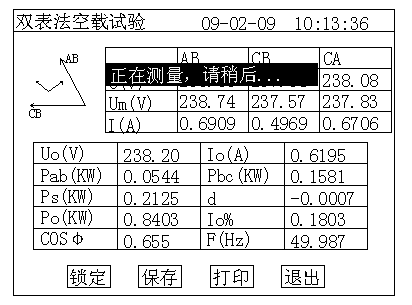 双表法空载试验 09-02-09 10:13:36
AB CB CA
正在测量，请稍后... 238.08
Um(V) 238.74 237.57 237.83
I(A) 0.6909 0.4969 0.6706
AB
CB
Uo(V) 238.20 Io(A) 0.6195
Pab(KW) 0.0544 Pbc(KW) 0.1581
Ps(KW) 0.2125 d -0.0007
Po(KW) 0.8403 Io% 0.1803
COSΦ 0.655 F(Hz) 49.987
锁定 保存 打印 退出